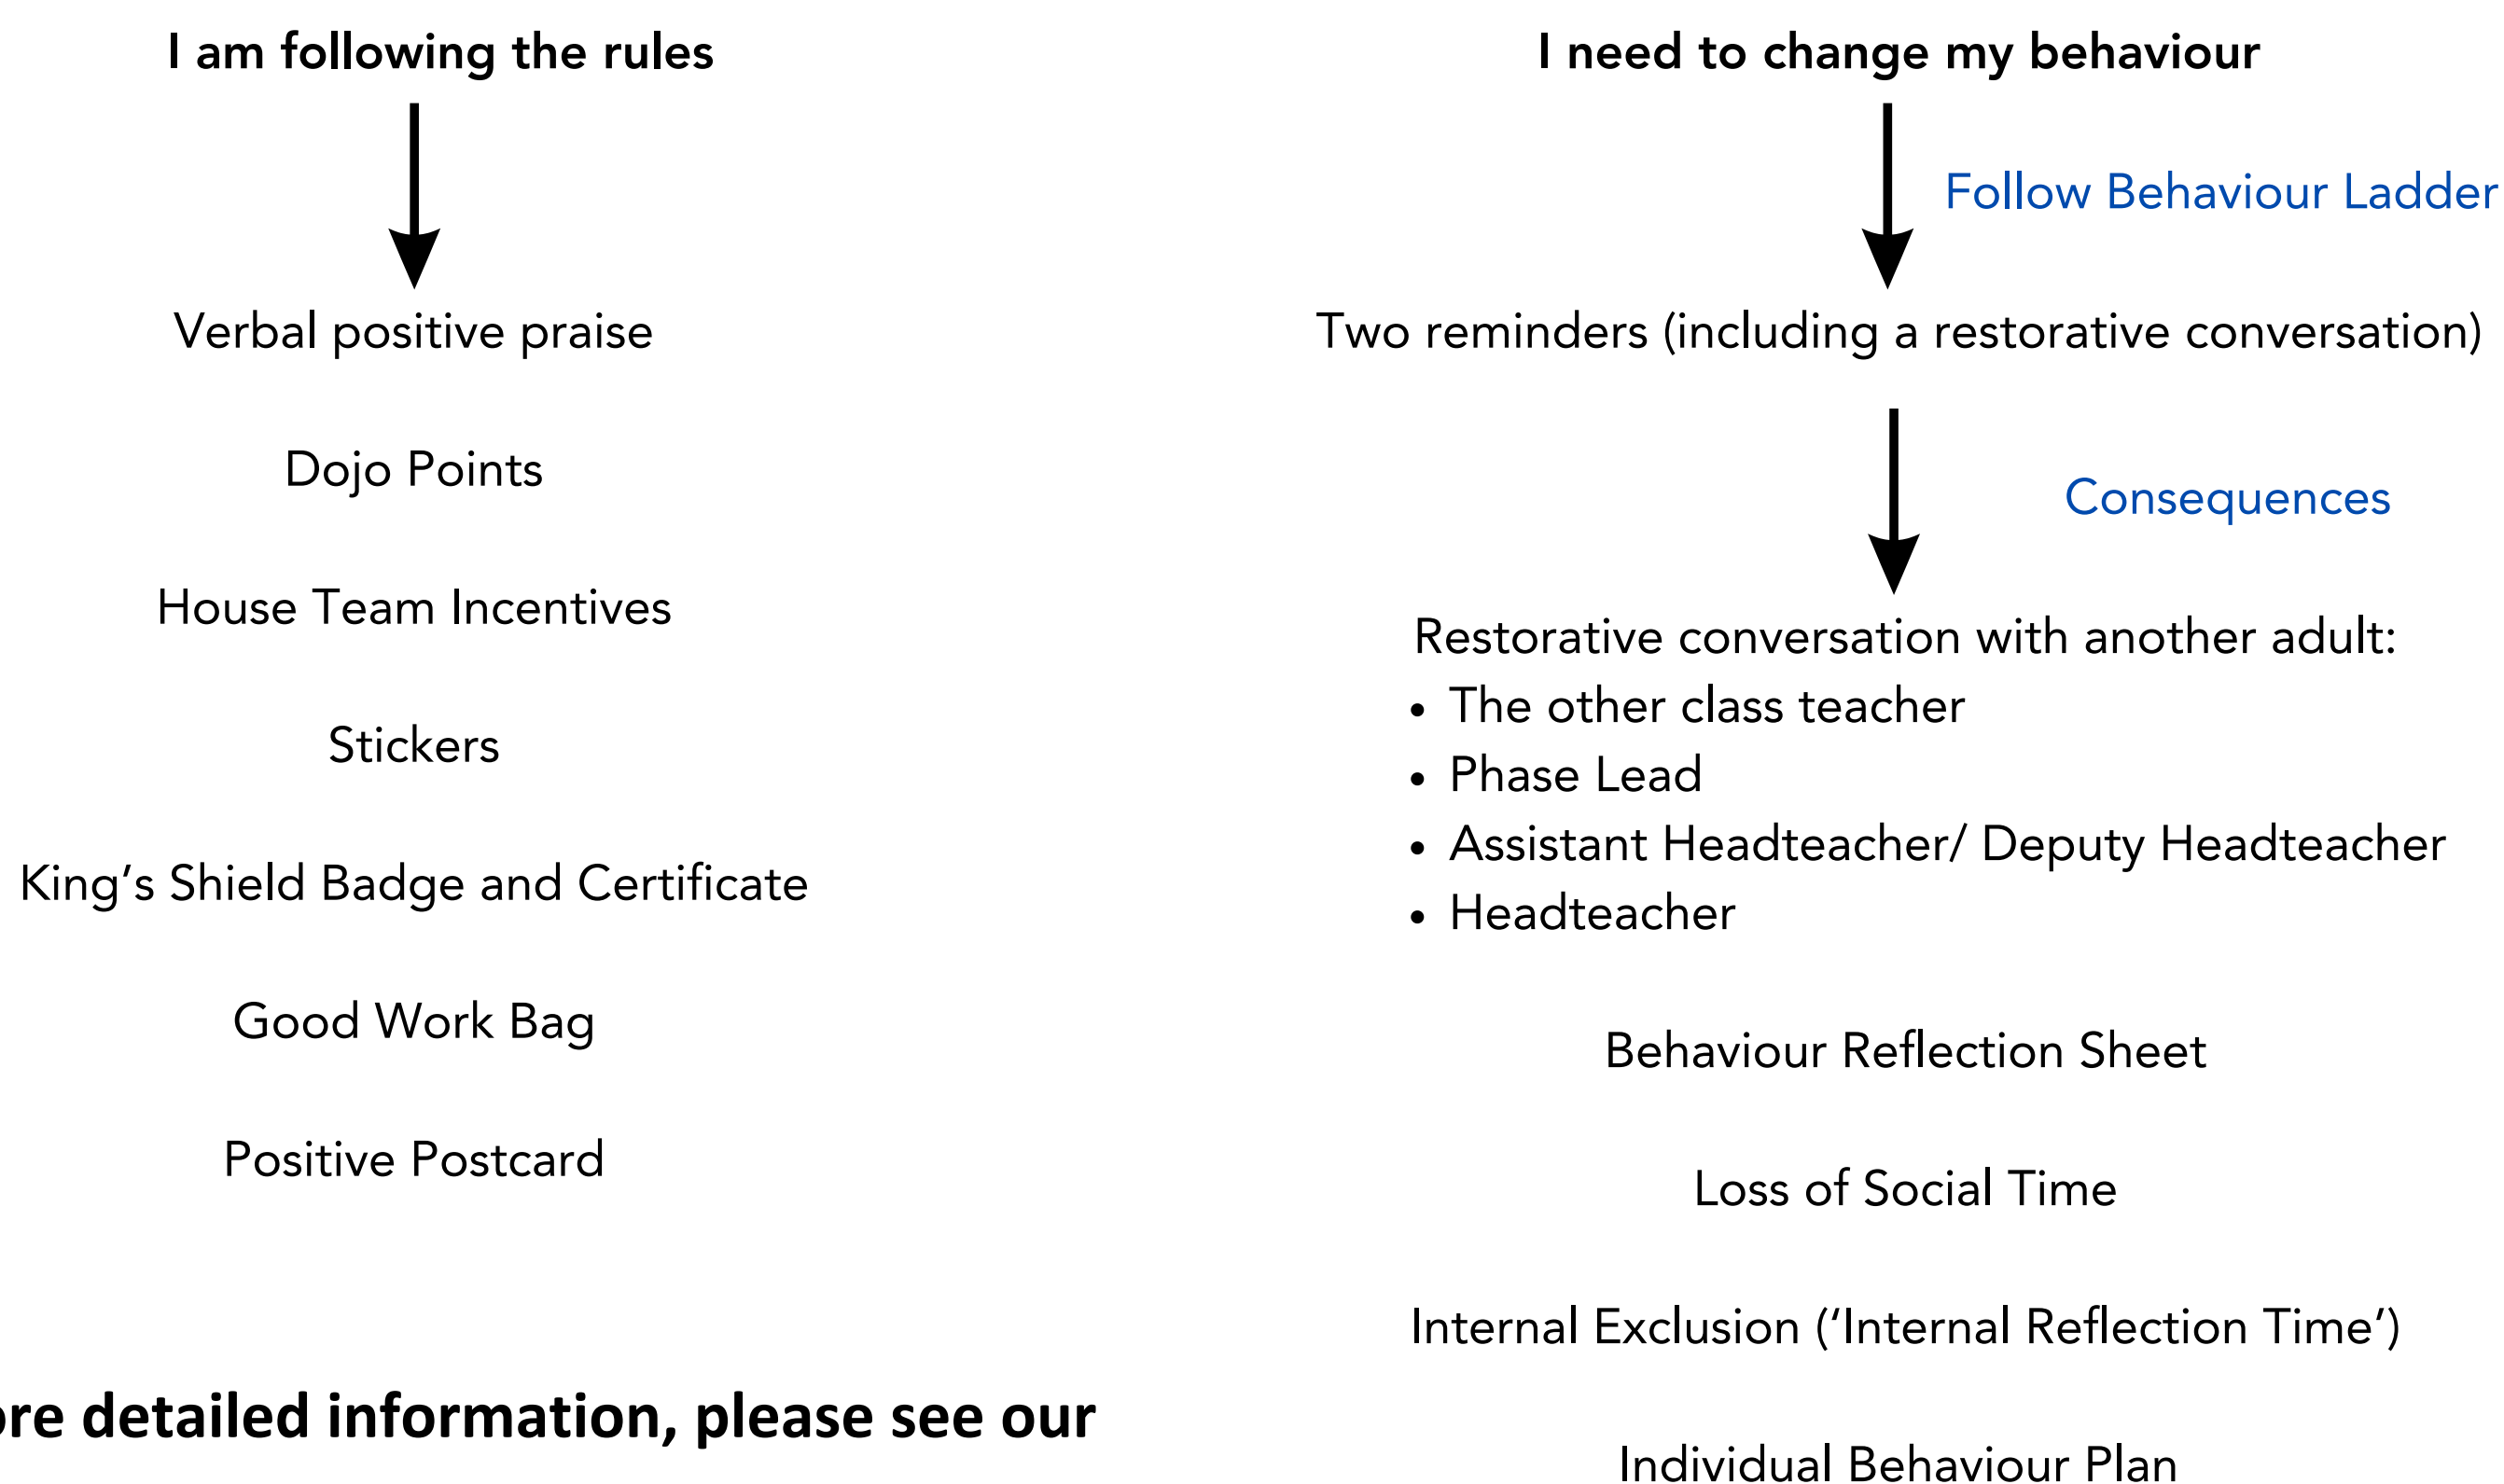 I am following the rules
Verbal positive praise
Dojo Points
House Team Incentives
Stickers
King’s Shield Badge and Certificate
Good Work Bag
Positive Postcard
detailed information, please see our
I need to change my behaviour
Follow Behaviour Ladder
Two reminders (including a restorative conversation)
Consequences
Restorative conversation with another adult:
• The other class teacher
• Phase Lead
• Assistant Headteacher/ Deputy Headteacher
• Headteacher
Behaviour Reflection Sheet
Loss of Social Time
Internal Exclusion (‘Internal Reflection Time’)
Individual Behaviour Plan